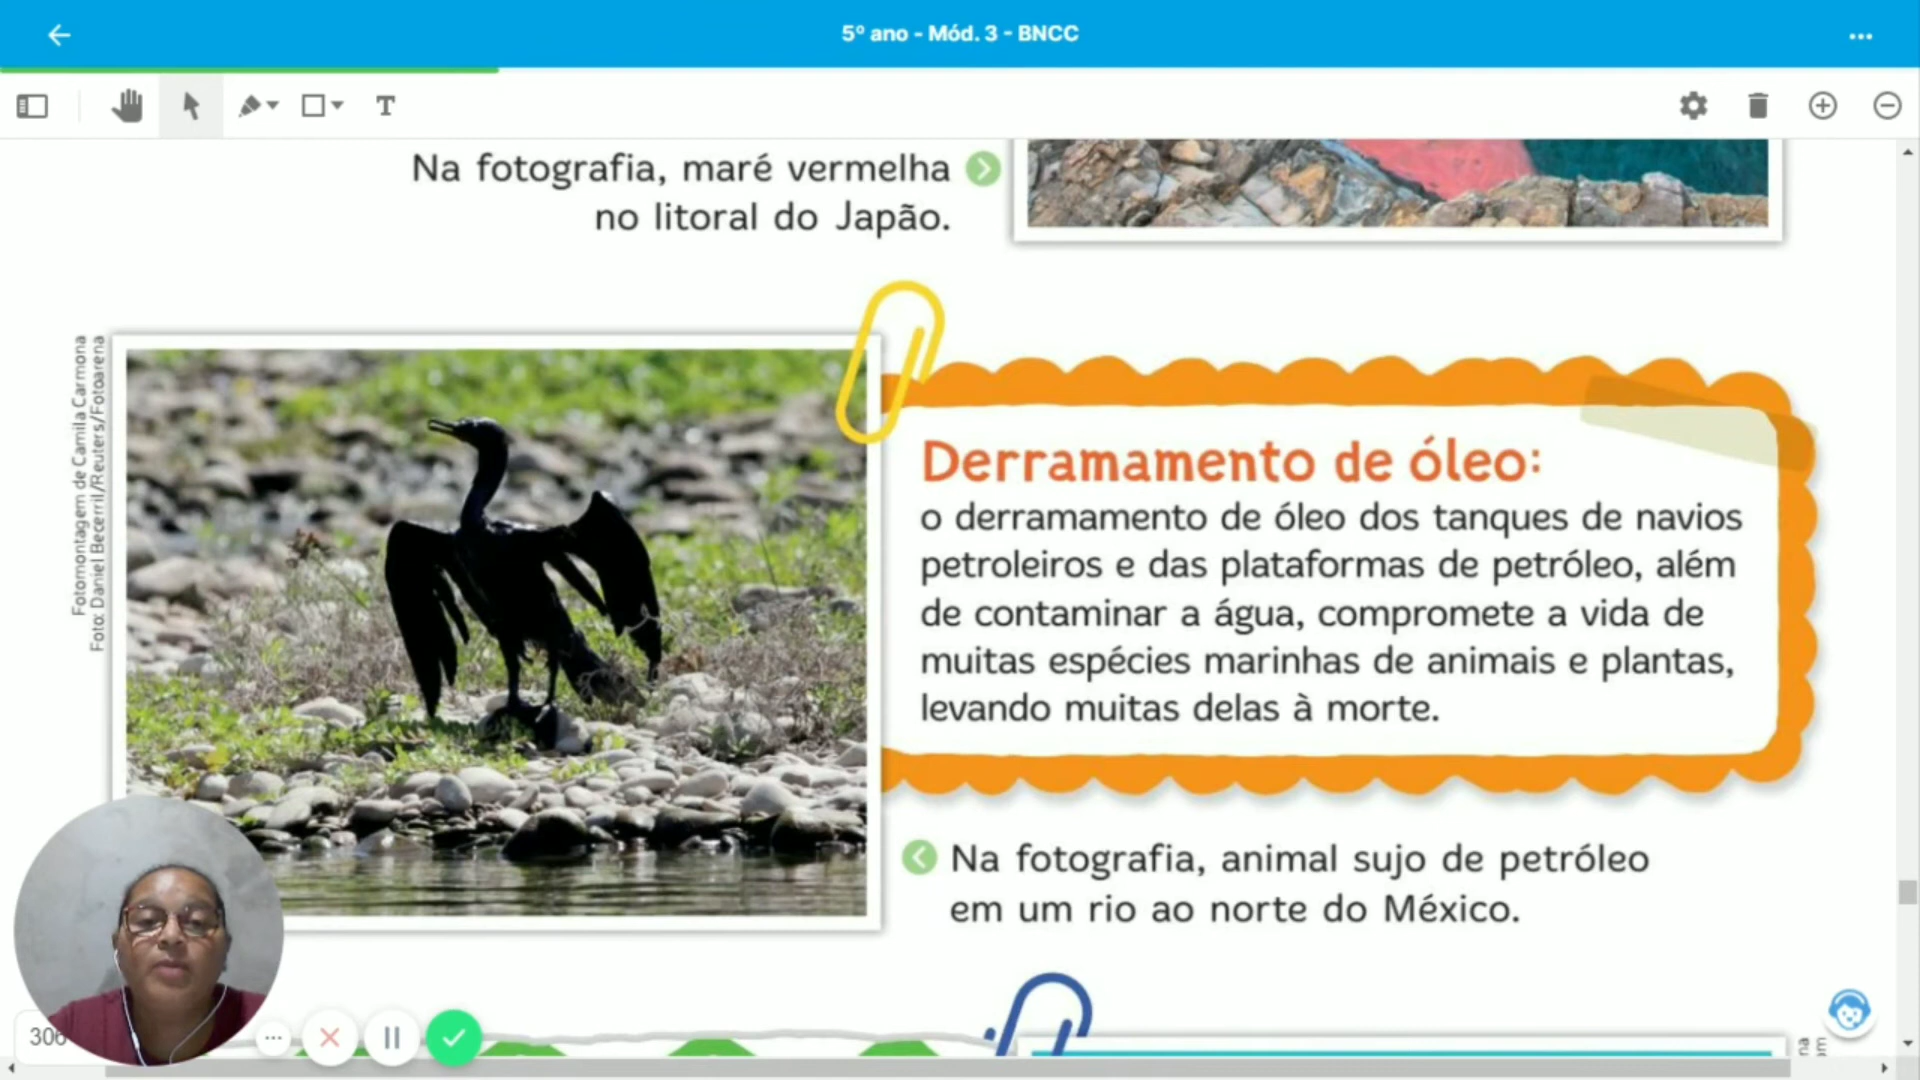 5º ano - Mód. 3 - BNCC
T
Na fotografia, maré vermelha
no litoral do Japão.
Fotomontagem de Camila Carmona
Foto: Daniel Becerril/Reuters/Fotoarena
Derramamento de óleo:
o derramamento de óleo dos tanques de navios
petroleiros e das plataformas de petróleo, além
de contaminar a água, compromete a vida de
muitas espécies marinhas de animais e plantas,
levando muitas delas à morte.
Na fotografia, animal sujo de petróleo
em um rio ao norte do México.
306